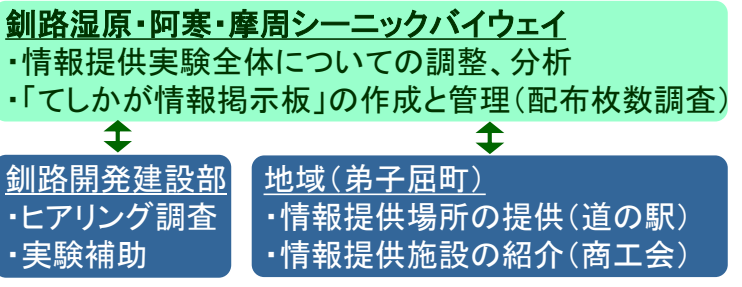 釧路湿原・阿寒・摩周シーニックバイウェイ
・情報提供実験全体についての調整、分析
・「てしかが情報掲示板」の作成と管理(配布枚数調査)
釧路開発建設部
・ヒアリング調査
・実験補助
地域(弟子屈町)
・情報提供場所の提供(道の駅)
・情報提供施設の紹介(商工会)